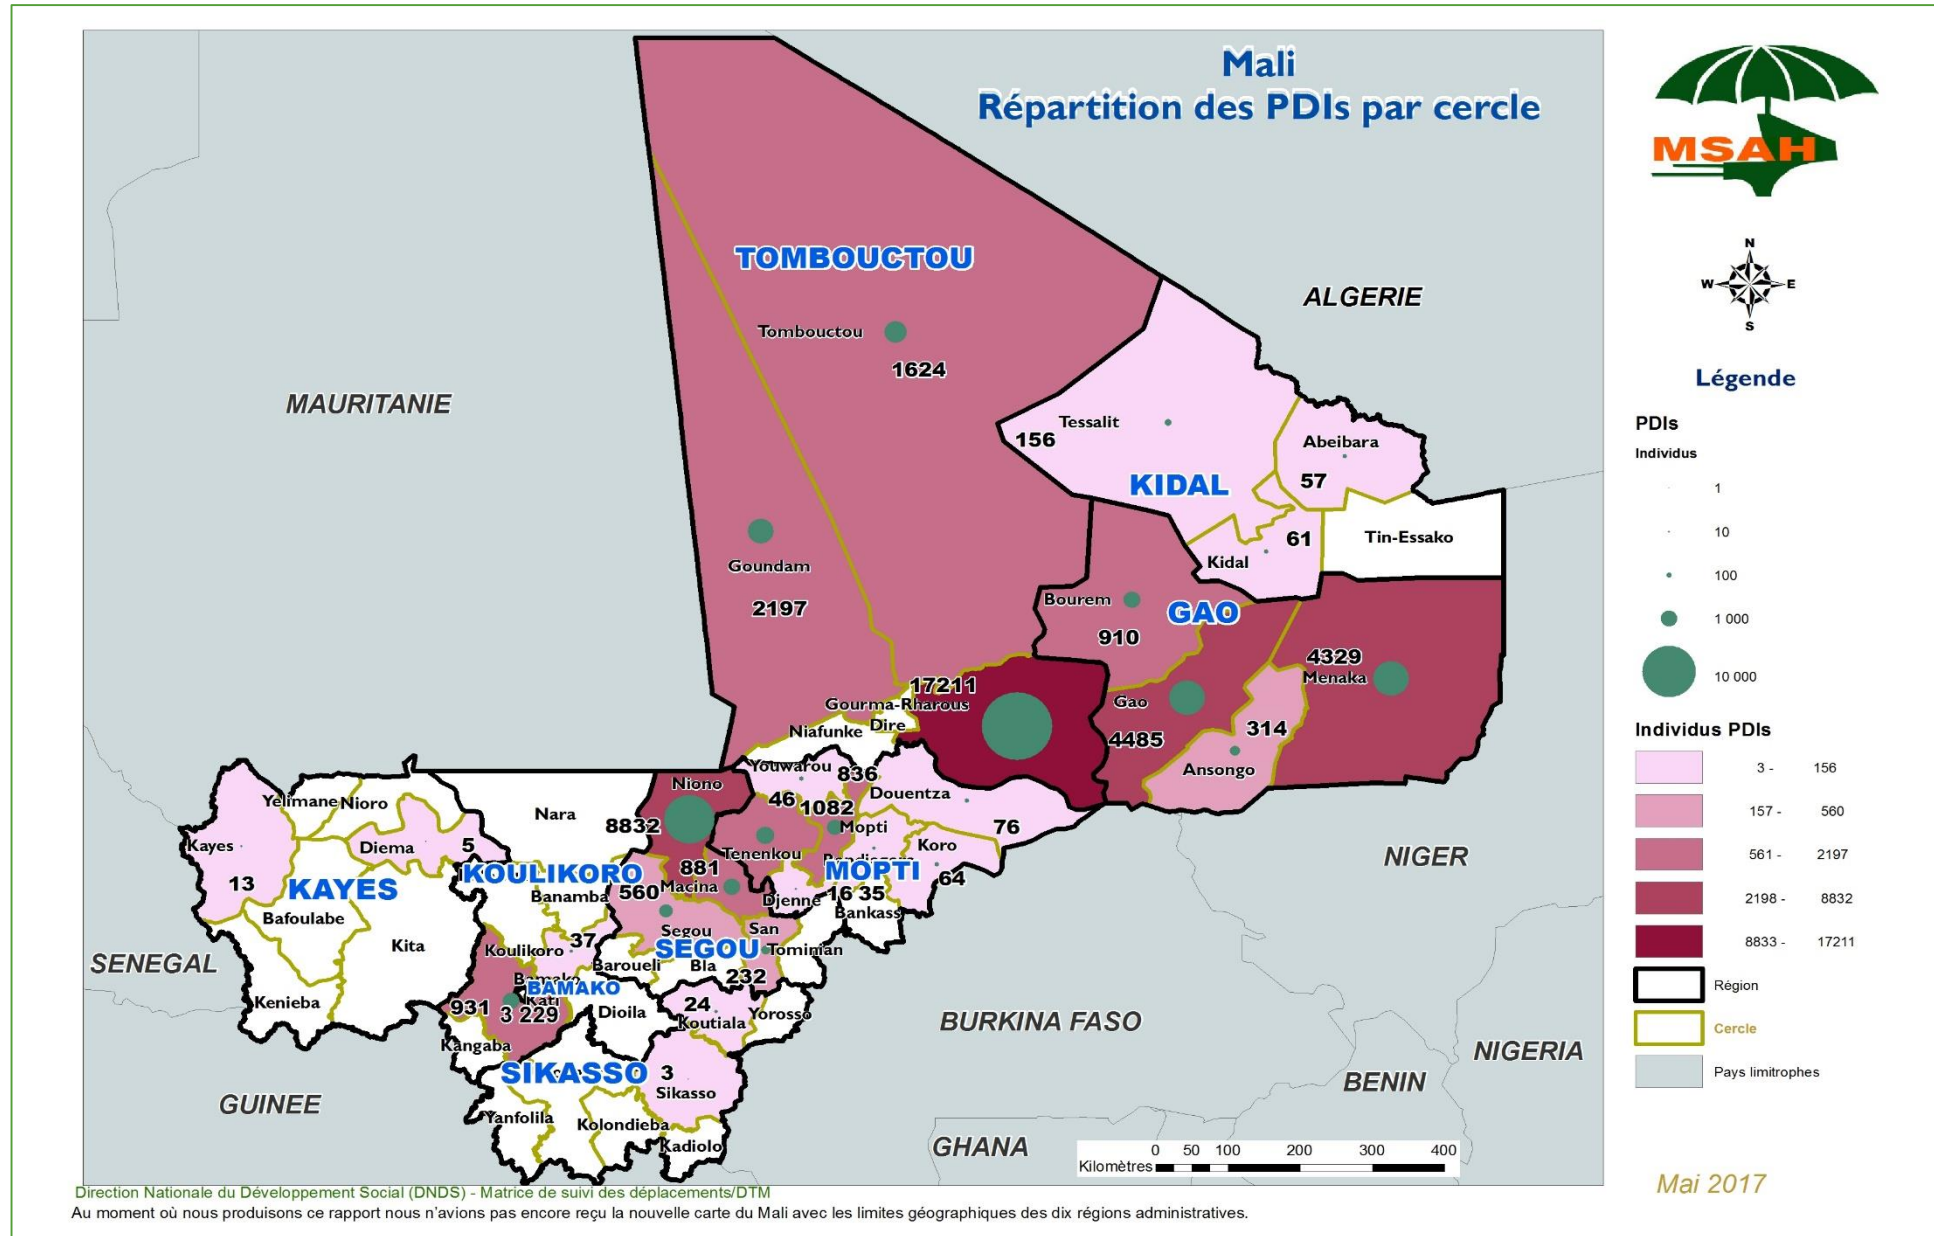 Mali
Répartition des PDIs par cercle
MSAH
N
W E
S
TOMBOUCTOU
Tombouctou
1624
ALGERIE
MAURITANIE
Tessalit
156
Abeibara
57
KIDAL
61
Kidal
Tin-Essako
Goundam
2197
Bourem
GAO
910
4329
Menaka
17211
Gourma-Rharous
Gao
314
4485
Ansongo
Dire
Niafunke
Youwarou
836
Douentza
46
1082
Mopti
76
Niono
8832
Nara
Tenenkou
Koro
Yelimane
Nioro
Kayes
Diema
5
13
KAYES
KOULIKORO
881
Macina
MOPTI
64
560
Banamba
Djenne
16
35
Bankass
Bafoulabe
Kita
Segou
San
SEGOU
Tominian
Koulikoro
37
Baroueli
Bla
232
Kenieba
Bamako
BAMAKO
Kati
931
3 229
Dioila
24
Koutiala
Yorosso
Kangaba
SIKASSO
3
Sikasso
Yanfolila
Kolondieba
Kadiolo
SENEGAL
GUINEE
NIGER
BURKINA FASO
NIGERIA
BENIN
GHANA
0 50 100 200 300 400
Kilomètres
Légende
PDIs
Individus
1
10
100
1 000
10 000
Individus PDIs
3 - 156
157 - 560
561 - 2197
2198 - 8832
8833 - 17211
Région
Cercle
Pays limitrophes
Mai 2017
Direction Nationale du Développement Social (DNDS) - Matrice de suivi des déplacements/DTM
Au moment où nous produisons ce rapport nous n'avions pas encore reçu la nouvelle carte du Mali avec les limites géographiques des dix régions administratives.